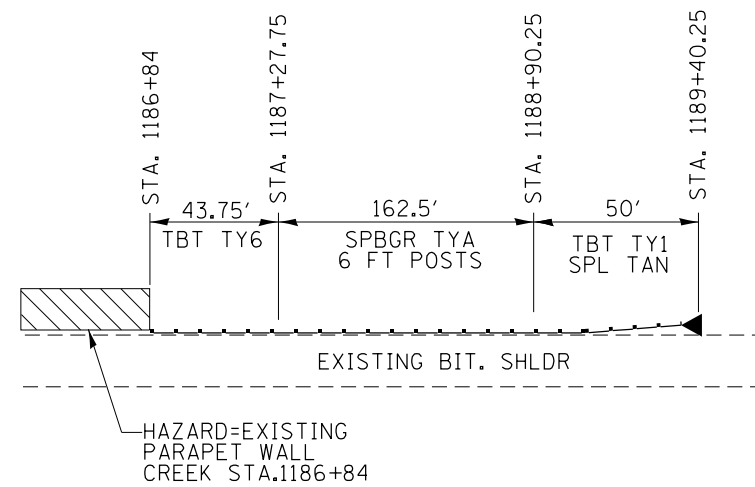 STA. 1186+84
STA. 1187+27.75
STA. 1188+90.25
STA. 1189+40.25
43.75'
162.5'
50'
TBT TY6
SPBGR TYA
6 FT POSTS
TBT TY1
SPL TAN
EXISTING BIT. SHLDR
HAZARD=EXISTING
PARAPET WALL
CREEK STA.1186+84